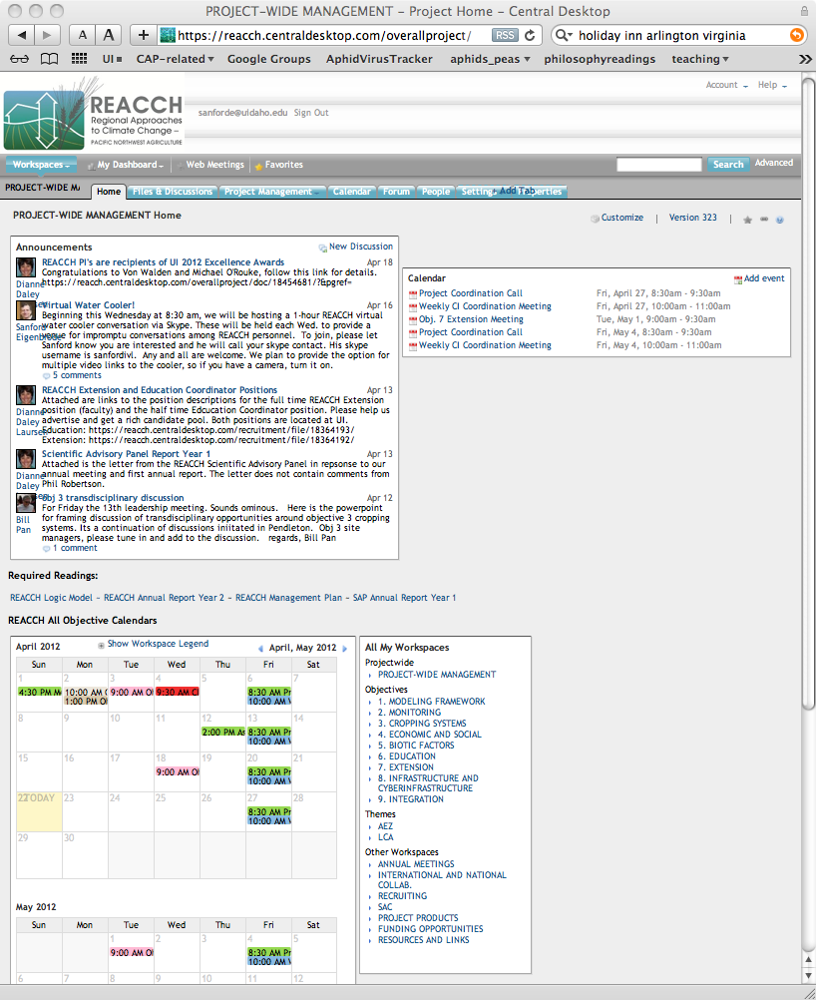 PROJECT-WIDE MANAGEMENT – Project Home – Central Desktop
A A + https://reacch.centraldesktop.com/overallproject/ RSS holiday inn arlington virginia
UI CAP-related Google Groups AphidVirusTracker aphids_peas philosophyreadings teaching
Account Help
REACCH
Regional Approaches
to Climate Change –
PACIFIC NORTHWEST AGRICULTURE
sanforde@uidaho.edu Sign Out
Workspaces My Dashboard Web Meetings Favorites Search Advanced
PROJECT-WIDE Home Files & Discussions Project Management Calendar Forum People Add Tab
PROJECT-WIDE MANAGEMENT Home
Customize | Version 323 |
Announcements New Discussion
REACCH PI's are recipients of UI 2012 Excellence Awards Apr 18
Congratulations to Von Walden and Michael O'Rouke, follow this link for details.
https://reacch.centraldesktop.com/overallproject/doc/18454681/?&pgref=
Dianne
Daley
Virtual Water Cooler! Apr 16
Beginning this Wednesday at 8:30 am, we will be hosting a 1-hour REACCH virtual
water cooler conversation via Skype. These will be held each Wed. to provide a
venue for impromptu conversations among REACCH personnel. To join, please let
Sanford know you are interested and he will call your skype contact. His skype
username is sanfordivl. Any and all are welcome. We plan to provide the option for
multiple video links to the cooler, so if you have a camera, turn it on.
5 comments
Sanford
Eigenbrode
REACCH Extension and Education Coordinator Positions Apr 13
Attached are links to the position descriptions for the full time REACCH Extension
position (faculty) and the half time Edcucation Coordinator position. Please help us
advertise and get a rich candidate pool. Both positions are located at UI.
Education: https://reacch.centraldesktop.com/recruitment/file/18364193/
Extension: https://reacch.centraldesktop.com/recruitment/file/18364192/
Dianne
Daley
Laursen
Scientific Advisory Panel Report Year 1 Apr 13
Attached is the letter from the REACCH Scientific Advisory Panel in repsonse to our
annual meeting and first annual report. The letter does not contain comments from
Phil Robertson.
Dianne
Daley
obj 3 transdisciplinary discussion Apr 12
For Friday the 13th leadership meeting. Sounds ominous. Here is the powerpoint
for framing discussion of transdisciplinary opportunities around objective 3 cropping
systems. Its a continuation of discussions iniitated in Pendleton. Obj 3 site
managers, please tune in and add to the discussion. regards, Bill Pan
1 comment
Bill
Pan
Calendar Add event
Project Coordination Call Fri, April 27, 8:30am - 9:30am
Weekly CI Coordination Meeting Fri, April 27, 10:00am - 11:00am
Obj. 7 Extension Meeting Tue, May 1, 9:00am - 9:30am
Project Coordination Call Fri, May 4, 8:30am - 9:30am
Weekly CI Coordination Meeting Fri, May 4, 10:00am - 11:00am
Required Readings:
REACCH Logic Model ~ REACCH Annual Report Year 2 ~ REACCH Management Plan ~ SAP Annual Report Year 1
REACCH All Objective Calendars
April 2012 Show Workspace Legend April, May 2012
Sun Mon Tue Wed Thu Fri Sat
1 2 3 4 5 6 7
4:30 PM 10:00 AM 9:00 AM 9:30 AM 8:30 AM
1:00 PM 10:00 AM
8 9 10 11 12 13 14
2:00 PM 8:30 AM
10:00 AM
15 16 17 18 19 20 21
9:00 AM 8:30 AM
10:00 AM
22 TODAY 23 24 25 26 27 28
8:30 AM
10:00 AM
29 30
May 2012
Sun Mon Tue Wed Thu Fri Sat
1 2 3 4 5
9:00 AM 8:30 AM
10:00 AM
6 7 8 9 10 11 12
All My Workspaces
Projectwide
PROJECT-WIDE MANAGEMENT
Objectives
1. MODELING FRAMEWORK
2. MONITORING
3. CROPPING SYSTEMS
4. ECONOMIC AND SOCIAL
5. BIOTIC FACTORS
6. EDUCATION
7. EXTENSION
8. INFRASTRUCTURE AND
CYBERINFRASTRUCTURE
9. INTEGRATION
Themes
AEZ
LCA
Other Workspaces
ANNUAL MEETINGS
INTERNATIONAL AND NATIONAL
COLLAB.
RECRUITING
SAC
PROJECT PRODUCTS
FUNDING OPPORTUNITIES
RESOURCES AND LINKS